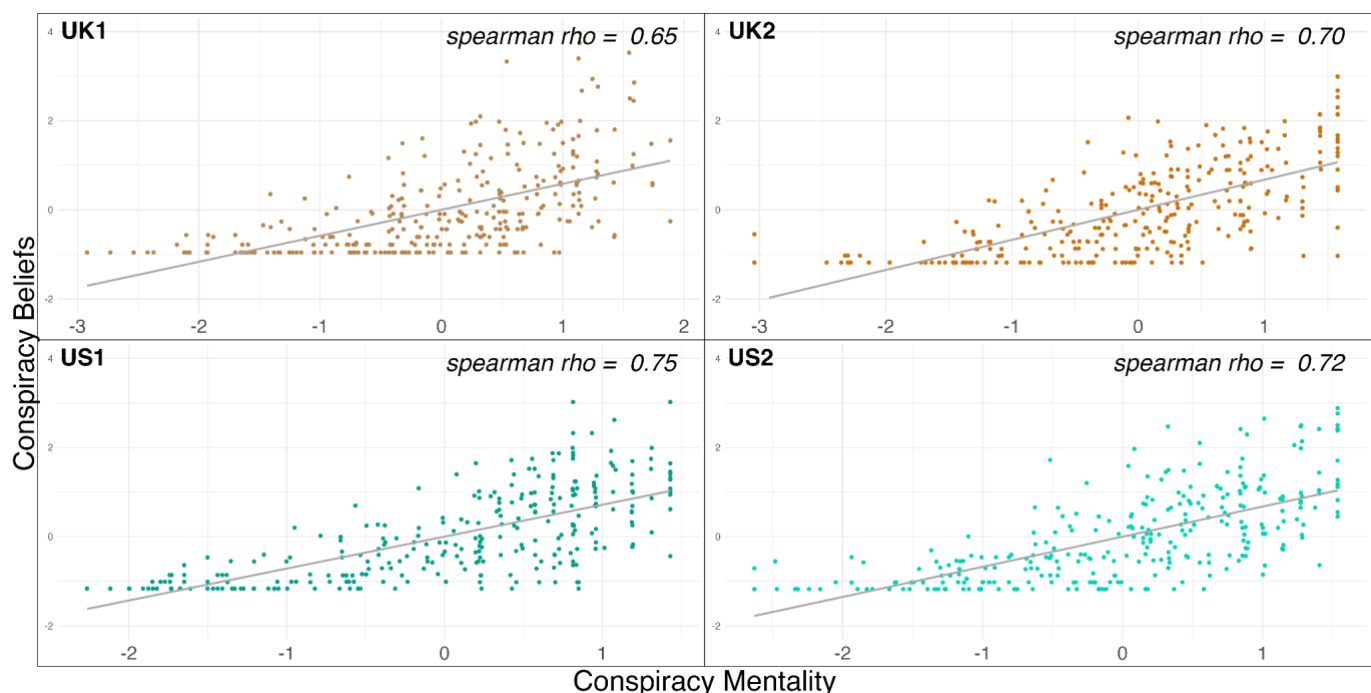 Conspiracy Beliefs
UK1
spearman rho = 0.65
4
2
0
-2
-3 -2 -1 0 1 2
UK2
spearman rho = 0.70
4
2
0
-2
-3 -2 -1 0 1
US1
spearman rho = 0.75
4
2
0
-2
-2 -1 0 1
US2
spearman rho = 0.72
4
2
0
-2
-2 -1 0 1
Conspiracy Mentality